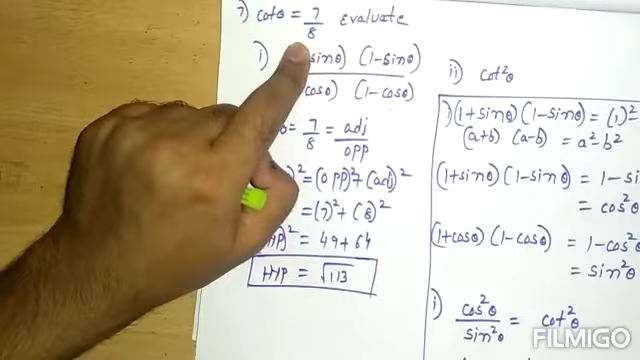 7) cotθ = 7/8 evaluate
i) sinθ) (1-sinθ)
cosθ) (1-cosθ)
= 7/8 = adj/opp
)² = (opp)² + (adj)²
= (7)² + (8)²
)² = 49+64
HYP = √113
ii) cot²θ
)(1+sinθ)(1-sinθ) = (1)²-
(a+b) (a-b) = a²-b²
(1+sinθ)(1-sinθ) = 1-si
= cos²θ
(1+cosθ)(1-cosθ) = 1-cos²θ
= sin²θ
i) cos²θ/sin²θ = cot²θ
FILMIGO